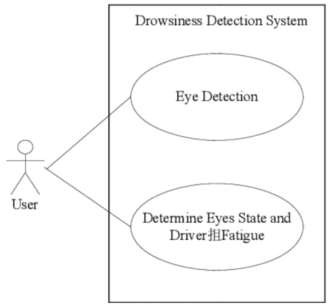 Drowsiness Detection System
Eye Detection
User
Determine Eyes State and
Driver担Fatigue